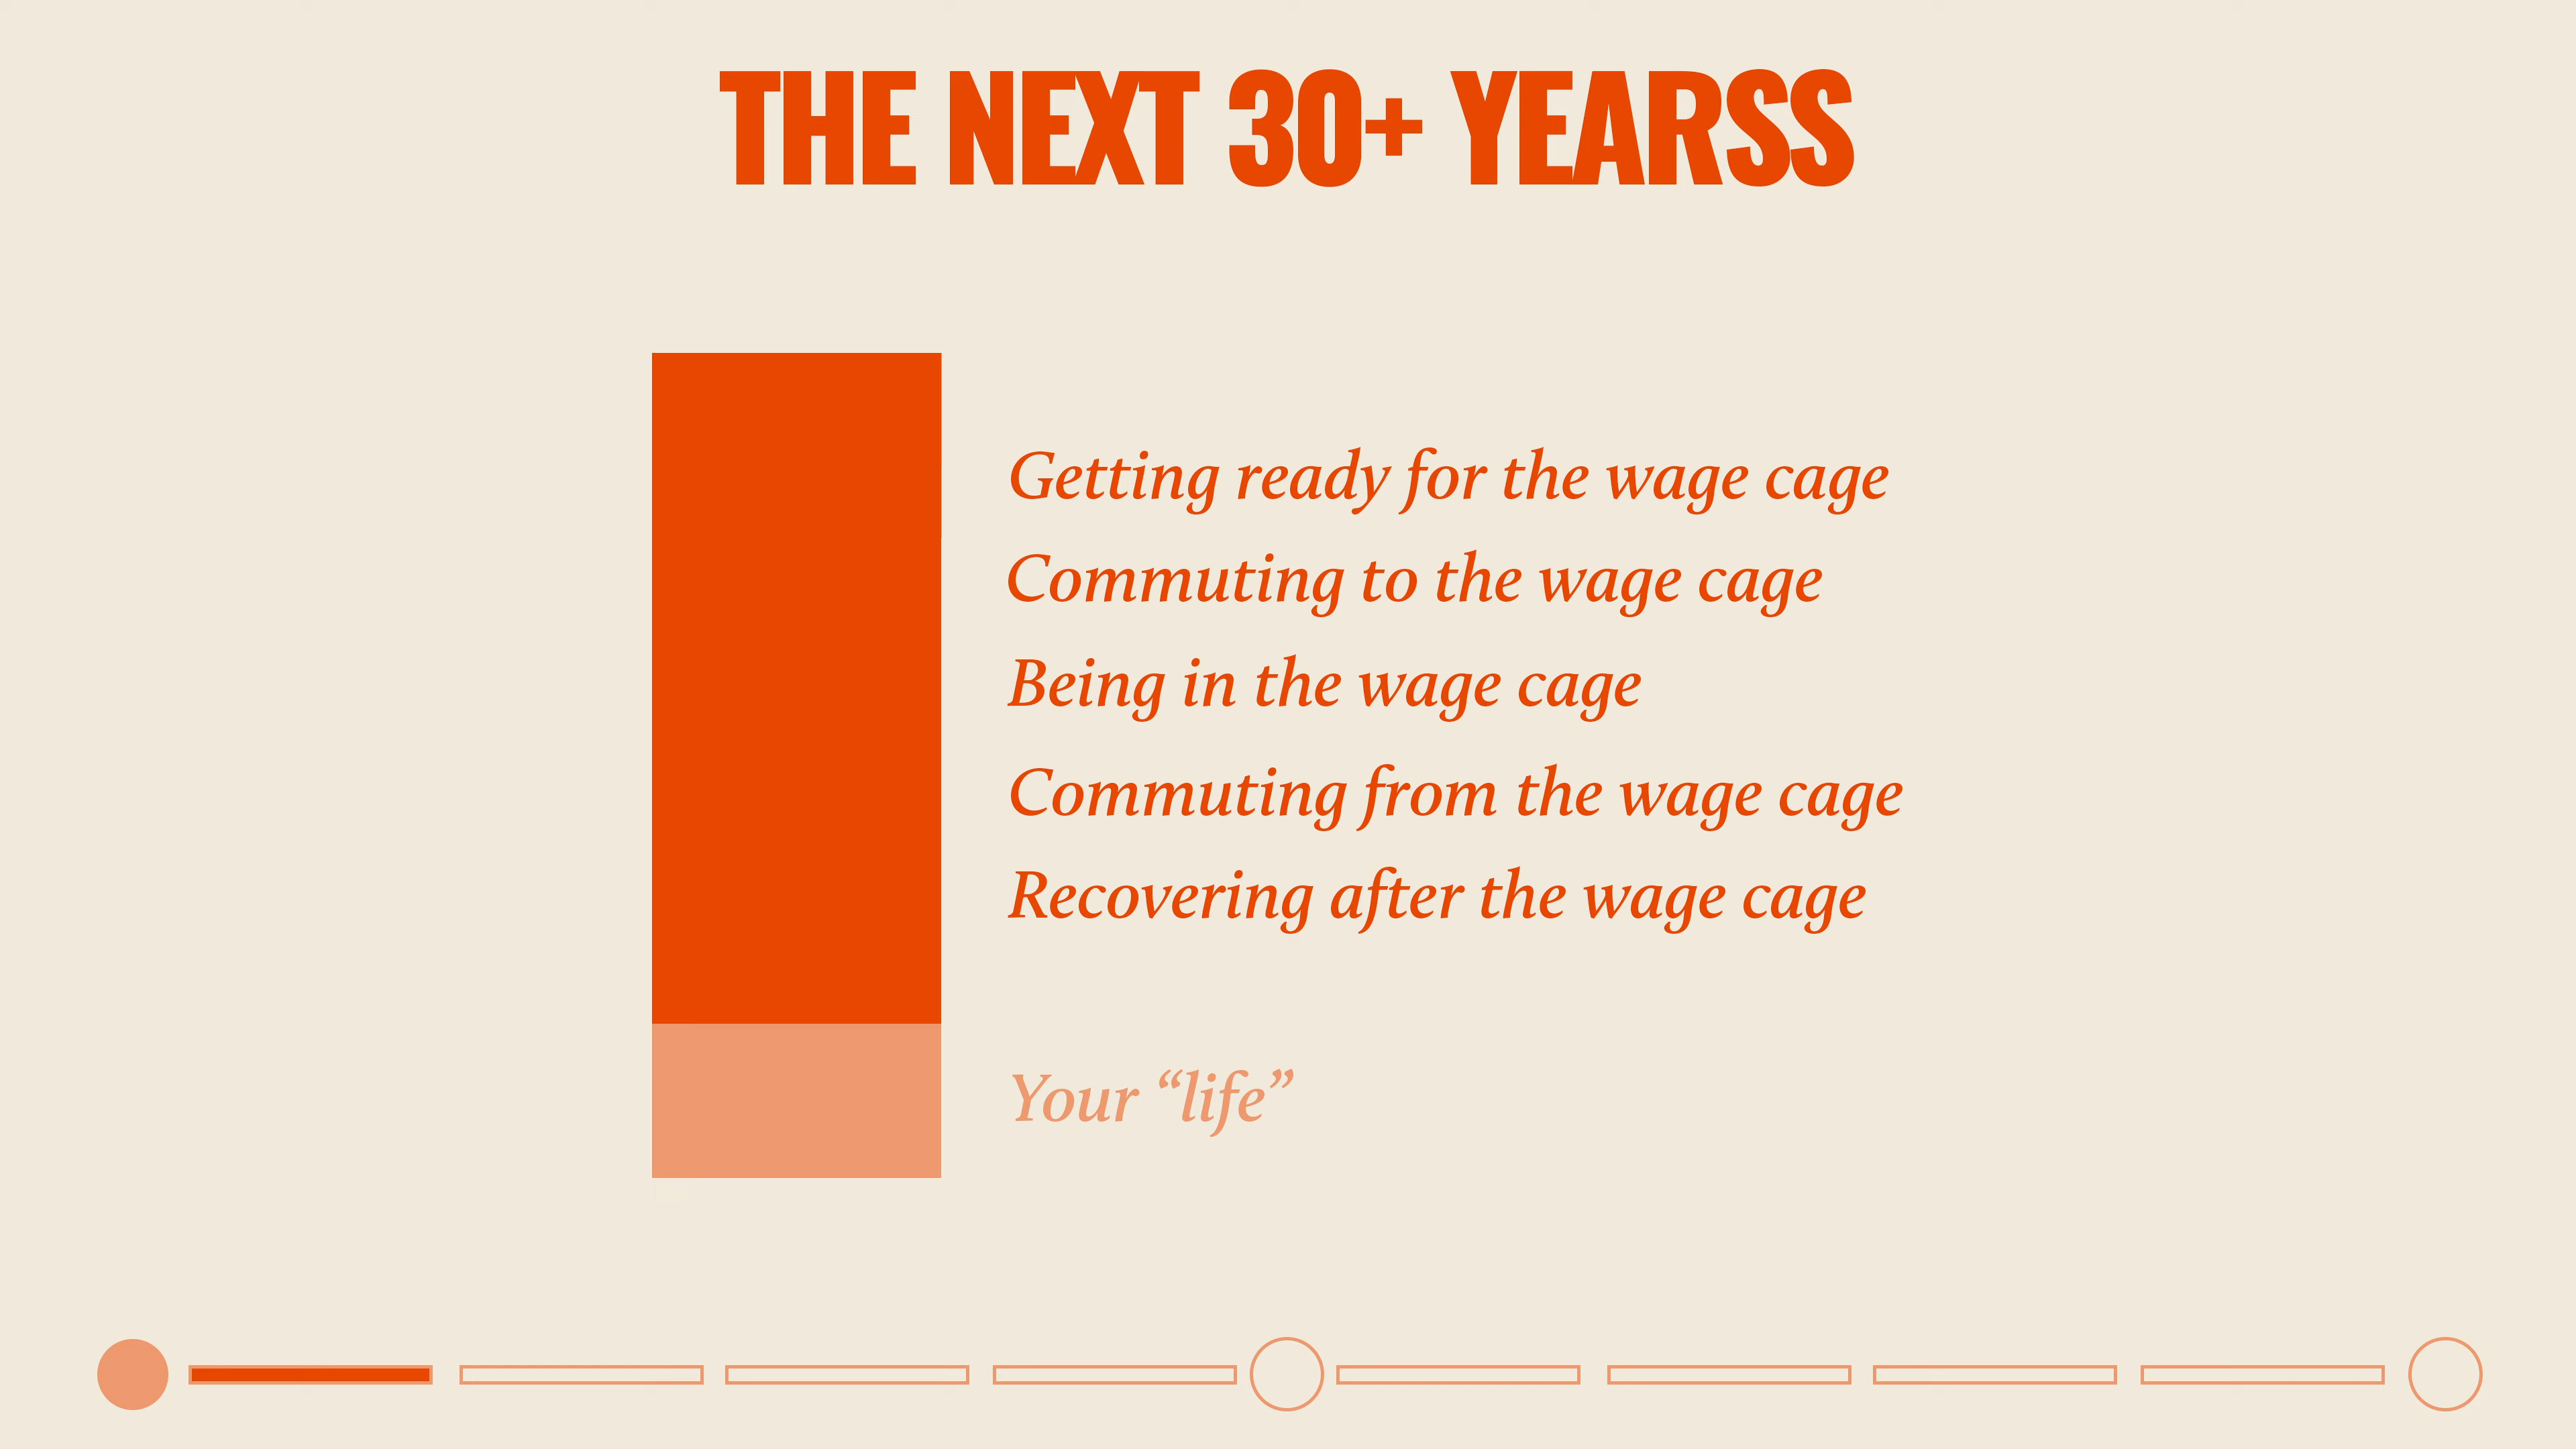 THE NEXT 30+ YEARSS
Getting ready for the wage cage
Commuting to the wage cage
Being in the wage cage
Commuting from the wage cage
Recovering after the wage cage
Your “life”